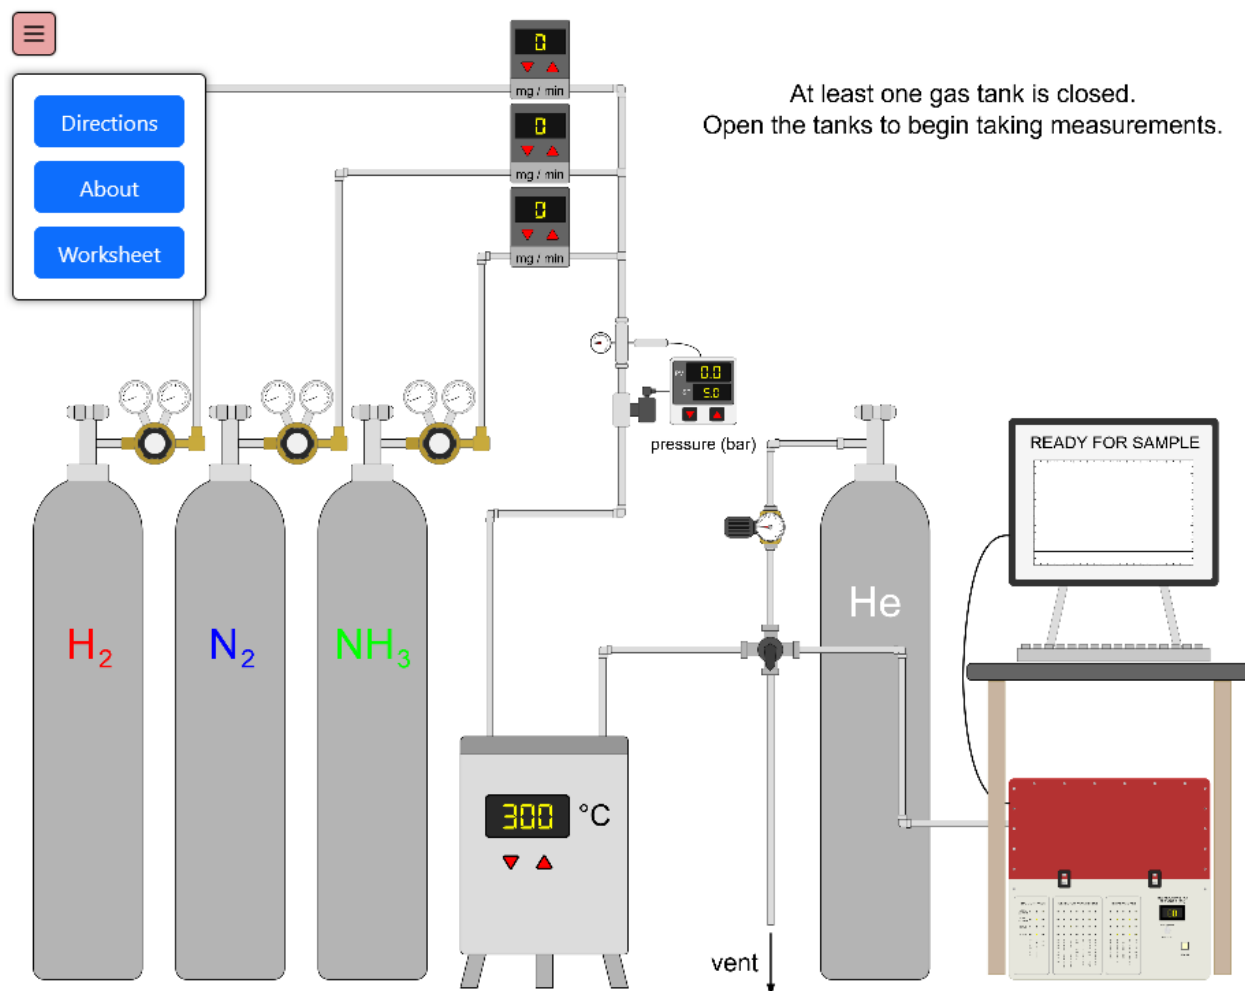 0
mg / min
At least one gas tank is closed.
Open the tanks to begin taking measurements.
Directions
0
mg / min
About
0
mg / min
Worksheet
PV 0.0
SP 5.0
pressure (bar)
READY FOR SAMPLE
He
H2
N2
NH3
300 °C
vent